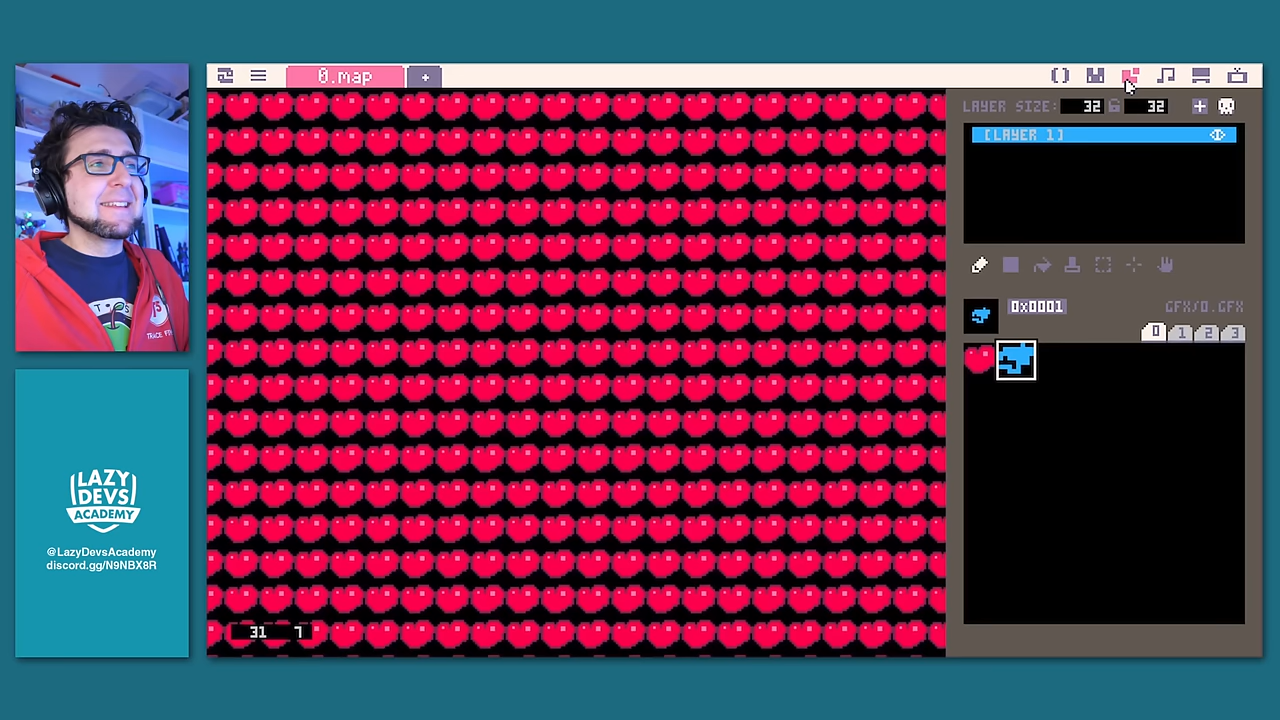 0.map
+
LAYER SIZE: 32 32
[LAYER 1]
0x0001
GFX/0.GFX
0 1 2 3
31 7
LAZY
DEVS
ACADEMY
@LazyDevsAcademy
discord.gg/N9NBX8R